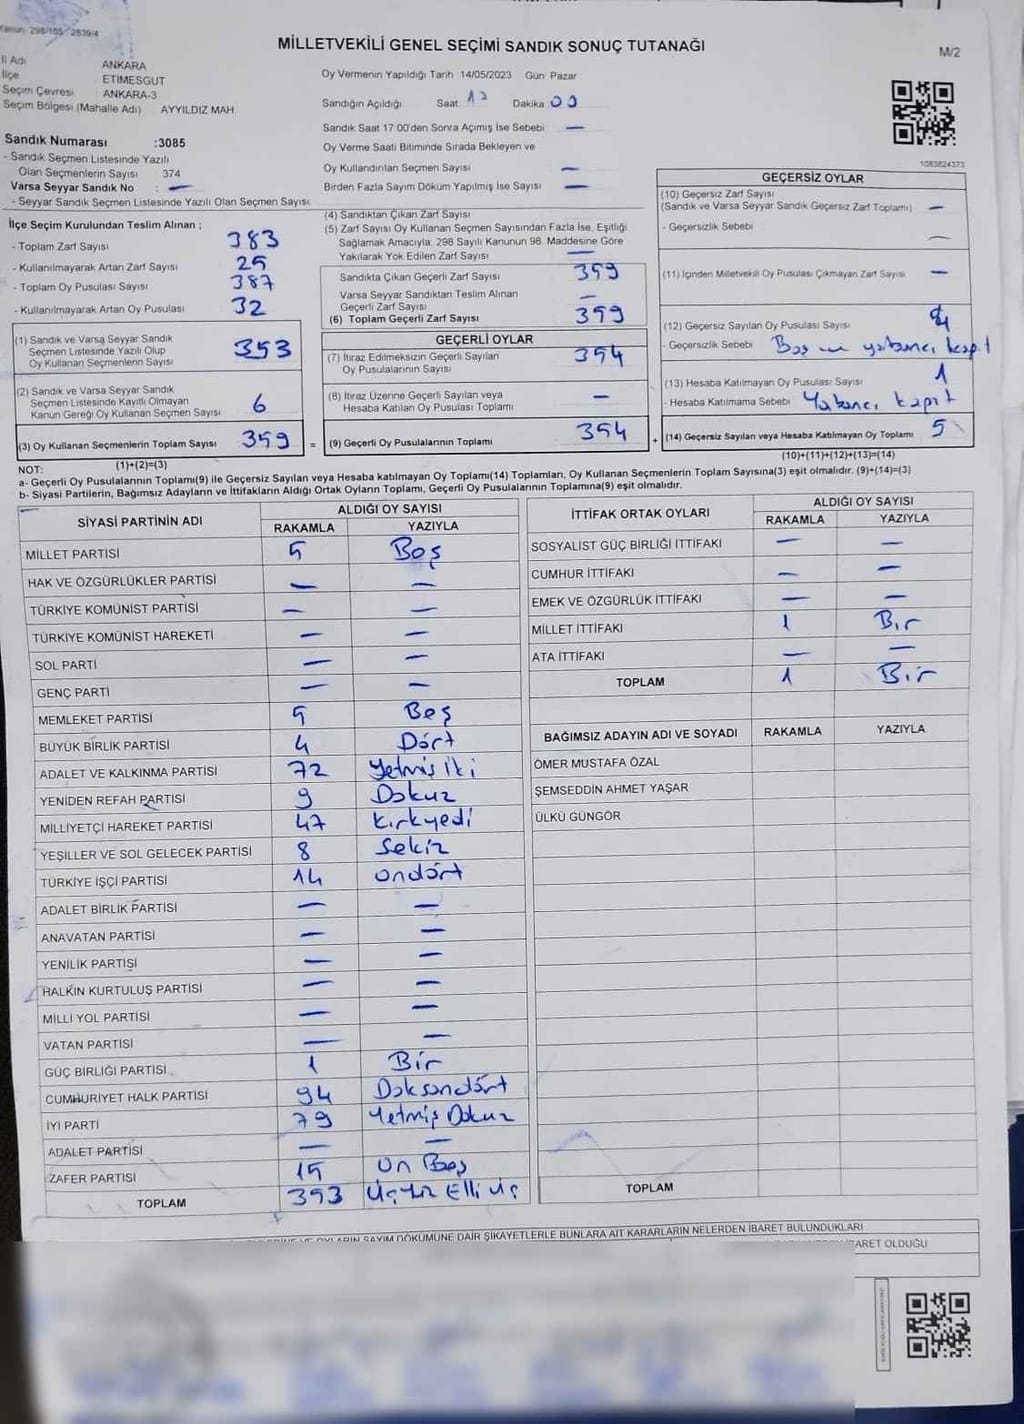 Kanun: 298/105 2839/4
MİLLETVEKİLİ GENEL SEÇİMİ SANDIK SONUÇ TUTANAĞI
M/2
İl Adı ANKARA
İlçe ETİMESGUT
Seçim Çevresi ANKARA-3
Seçim Bölgesi (Mahalle Adı) AYYILDIZ MAH.
Oy Vermenin Yapıldığı Tarih :14/05/2023 Gün: Pazar
Sandığın Açıldığı Saat: 17 Dakika: 00
Sandık Saat 17:00'den Sonra Açılmış İse Sebebi: —
Oy Verme Saati Bitiminde Sırada Bekleyen ve
Oy Kullandırılan Seçmen Sayısı —
Birden Fazla Sayım Döküm Yapılmış İse Sayısı —
1083824373
Sandık Numarası :3085
- Sandık Seçmen Listesinde Yazılı
Olan Seçmenlerin Sayısı 374
Varsa Seyyar Sandık No : —
- Seyyar Sandık Seçmen Listesinde Yazılı Olan Seçmen Sayısı
İlçe Seçim Kurulundan Teslim Alınan ;
- Toplam Zarf Sayısı 383
- Kullanılmayarak Artan Zarf Sayısı 25
- Toplam Oy Pusulası Sayısı 387
- Kullanılmayarak Artan Oy Pusulası 32
(1) Sandık ve Varsa Seyyar Sandık
Seçmen Listesinde Yazılı Olup
Oy Kullanan Seçmenlerin Sayısı 353
(2) Sandık ve Varsa Seyyar Sandık
Seçmen Listesinde Kayıtlı Olmayan
Kanun Gereği Oy Kullanan Seçmen Sayısı 6
(3) Oy Kullanan Seçmenlerin Toplam Sayısı 359
(1)+(2)=(3)
(4) Sandıktan Çıkan Zarf Sayısı
(5) Zarf Sayısı Oy Kullanan Seçmen Sayısından Fazla İse, Eşitliği
Sağlamak Amacıyla, 298 Sayılı Kanunun 98. Maddesine Göre
Yakılarak Yok Edilen Zarf Sayısı —
Sandıkta Çıkan Geçerli Zarf Sayısı 359
Varsa Seyyar Sandıktan Teslim Alınan
Geçerli Zarf Sayısı —
(6) Toplam Geçerli Zarf Sayısı 359
GEÇERLİ OYLAR
(7) İtiraz Edilmeksizin Geçerli Sayılan
Oy Pusulalarının Sayısı 354
(8) İtiraz Üzerine Geçerli Sayılan veya
Hesaba Katılan Oy Pusulası Toplamı —
= (9) Geçerli Oy Pusulalarının Toplamı 354
GEÇERSİZ OYLAR
(10) Geçersiz Zarf Sayısı
(Sandık ve Varsa Seyyar Sandık Geçersiz Zarf Toplamı) —
- Geçersizlik Sebebi —
(11) İçinden Milletvekili Oy Pusulası Çıkmayan Zarf Sayısı —
(12) Geçersiz Sayılan Oy Pusulası Sayısı 4
- Geçersizlik Sebebi Boş ve yabancı kağıt
(13) Hesaba Katılmayan Oy Pusulası Sayısı 1
- Hesaba Katılmama Sebebi Yabancı kağıt
+ (14) Geçersiz Sayılan veya Hesaba Katılmayan Oy Toplamı 5
(10)+(11)+(12)+(13)=(14)
NOT:
a- Geçerli Oy Pusulalarının Toplamı(9) ile Geçersiz Sayılan veya Hesaba katılmayan Oy Toplamı(14) Toplamları, Oy Kullanan Seçmenlerin Toplam Sayısına(3) eşit olmalıdır. (9)+(14)=(3)
b- Siyasi Partilerin, Bağımsız Adayların ve İttifakların Aldığı Ortak Oyların Toplamı, Geçerli Oy Pusulalarının Toplamına(9) eşit olmalıdır.
SİYASİ PARTİNİN ADI ALDIĞI OY SAYISI
RAKAMLA YAZIYLA
MİLLET PARTİSİ 5 Beş
HAK VE ÖZGÜRLÜKLER PARTİSİ — —
TÜRKİYE KOMÜNİST PARTİSİ — —
TÜRKİYE KOMÜNİST HAREKETİ — —
SOL PARTİ — —
GENÇ PARTİ — —
MEMLEKET PARTİSİ 5 Beş
BÜYÜK BİRLİK PARTİSİ 4 Dört
ADALET VE KALKINMA PARTİSİ 72 Yetmiş İki
YENİDEN REFAH PARTİSİ 9 Dokuz
MİLLİYETÇİ HAREKET PARTİSİ 47 Kırkyedi
YEŞİLLER VE SOL GELECEK PARTİSİ 8 Sekiz
TÜRKİYE İŞÇİ PARTİSİ 14 Ondört
ADALET BİRLİK PARTİSİ — —
ANAVATAN PARTİSİ — —
YENİLİK PARTİSİ — —
HALKIN KURTULUŞ PARTİSİ — —
MİLLİ YOL PARTİSİ — —
VATAN PARTİSİ — —
GÜÇ BİRLİĞİ PARTİSİ 1 Bir
CUMHURİYET HALK PARTİSİ 94 Doksandört
İYİ PARTİ 79 Yetmiş Dokuz
ADALET PARTİSİ — —
ZAFER PARTİSİ 15 On Beş
TOPLAM 353 Üçyüz Elli üç
İTTİFAK ORTAK OYLARI ALDIĞI OY SAYISI
RAKAMLA YAZIYLA
SOSYALİST GÜÇ BİRLİĞİ İTTİFAKI — —
CUMHUR İTTİFAKI — —
EMEK VE ÖZGÜRLÜK İTTİFAKI — —
MİLLET İTTİFAKI 1 Bir
ATA İTTİFAKI — —
TOPLAM 1 Bir
BAĞIMSIZ ADAYIN ADI VE SOYADI RAKAMLA YAZIYLA
ÖMER MUSTAFA ÖZAL
ŞEMSEDDİN AHMET YAŞAR
ÜLKÜ GÜNGÖR
TOPLAM
OYLARIN SAYIM DÖKÜMÜNE DAİR ŞİKAYETLERLE BUNLARA AİT KARARLARIN NELERDEN İBARET BULUNDUKLARI
İBARET OLDUĞU